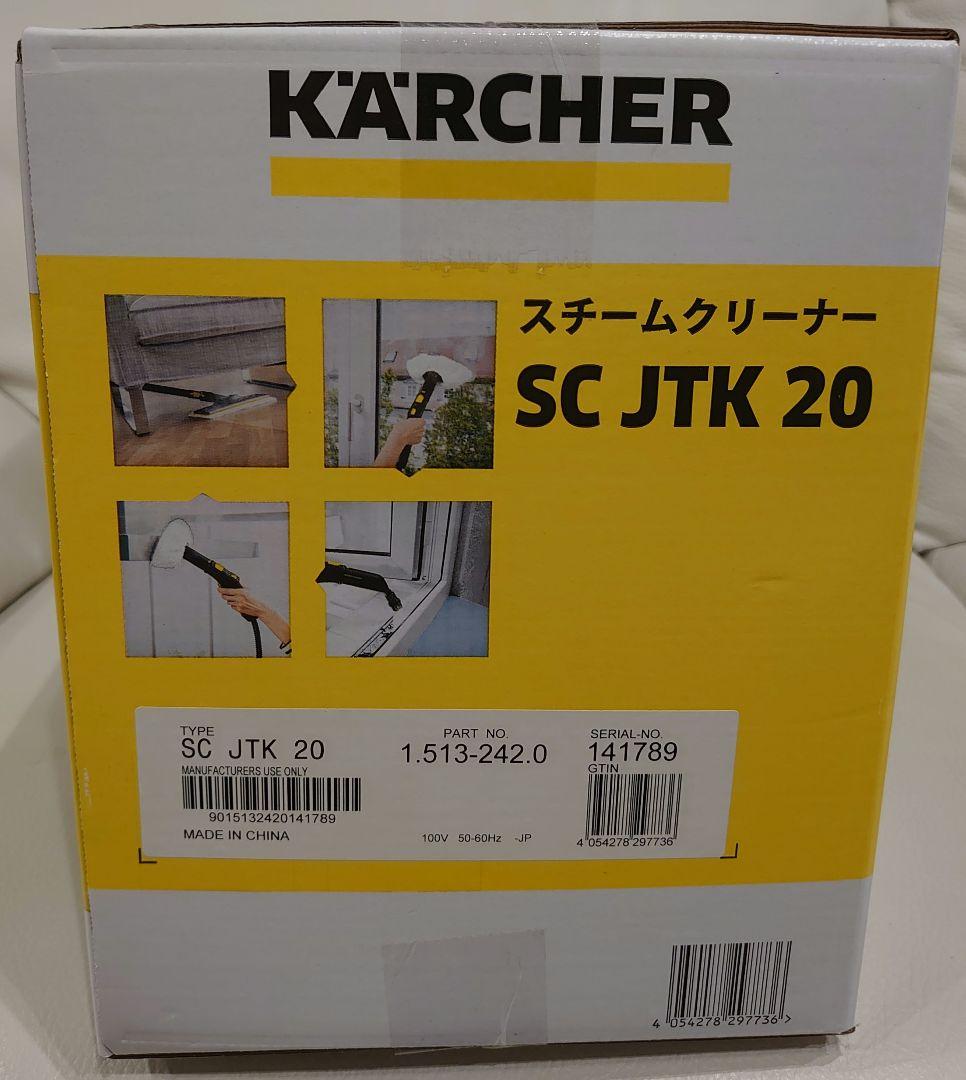 KÄRCHER
スチームクリーナー
SC JTK 20
TYPE
SC JTK 20
MANUFACTURERS USE ONLY
9015132420141789
MADE IN CHINA
PART NO.
1.513-242.0
100V 50-60Hz -JP
SERIAL-NO.
141789
GTIN
4 054278 297736
4 054278 297736 >